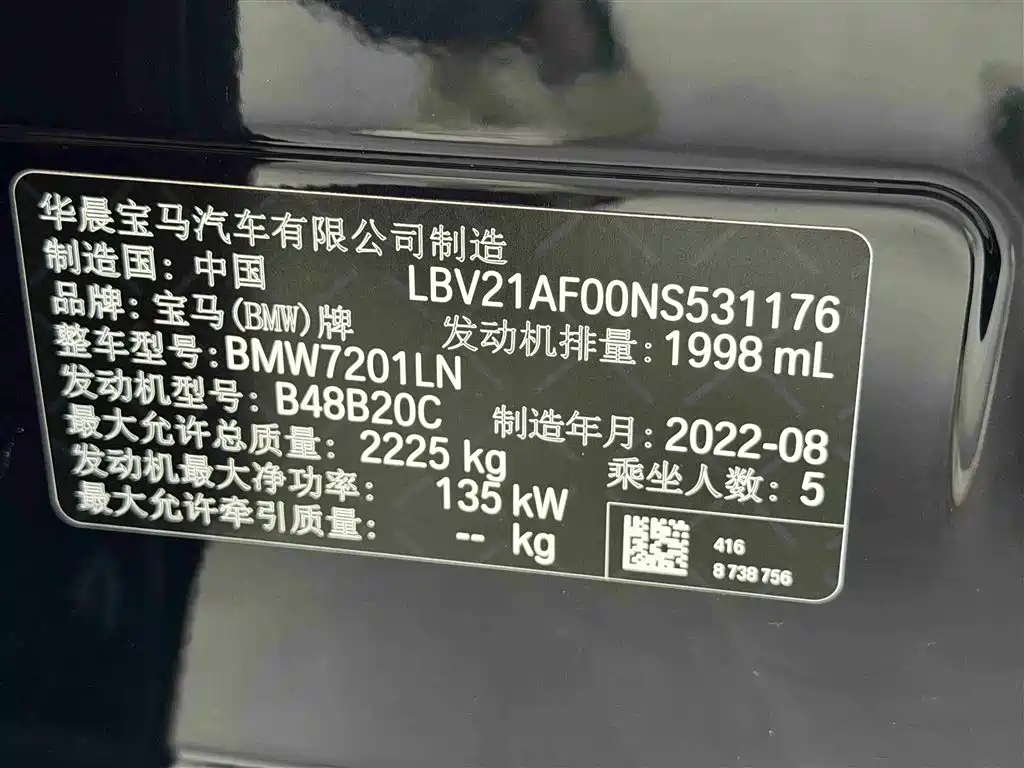 华晨宝马汽车有限公司制造
制造国：中国
LBV21AF00NS531176
品牌：宝马(BMW)牌
发动机排量：1998 mL
整车型号：BMW7201LN
发动机型号：B48B20C
制造年月：2022-08
最大允许总质量：2225 kg
乘坐人数：5
发动机最大净功率：135 kW
最大允许牵引质量：-- kg
416
8 738 756